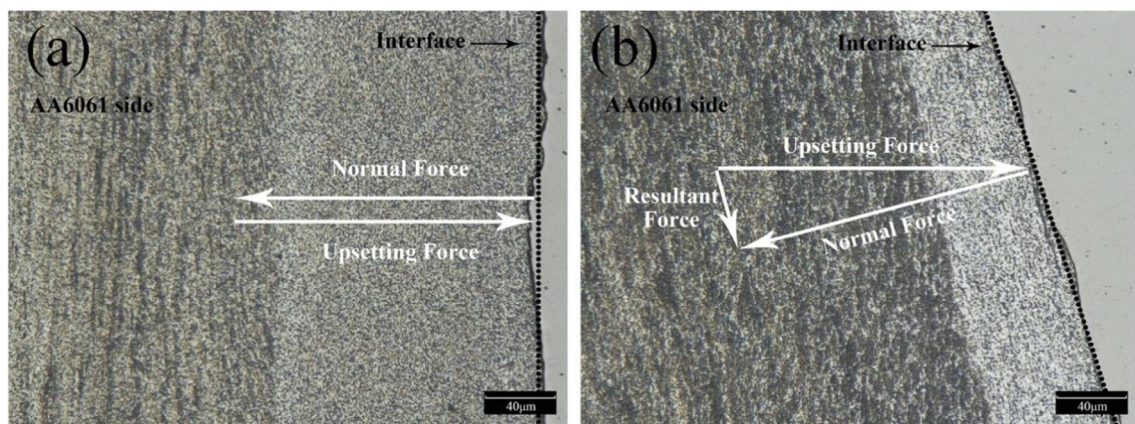 (a)
Interface
AA6061 side
Normal Force
Upsetting Force
40μm
(b)
Interface
AA6061 side
Upsetting Force
Resultant
Force
Normal Force
40μm